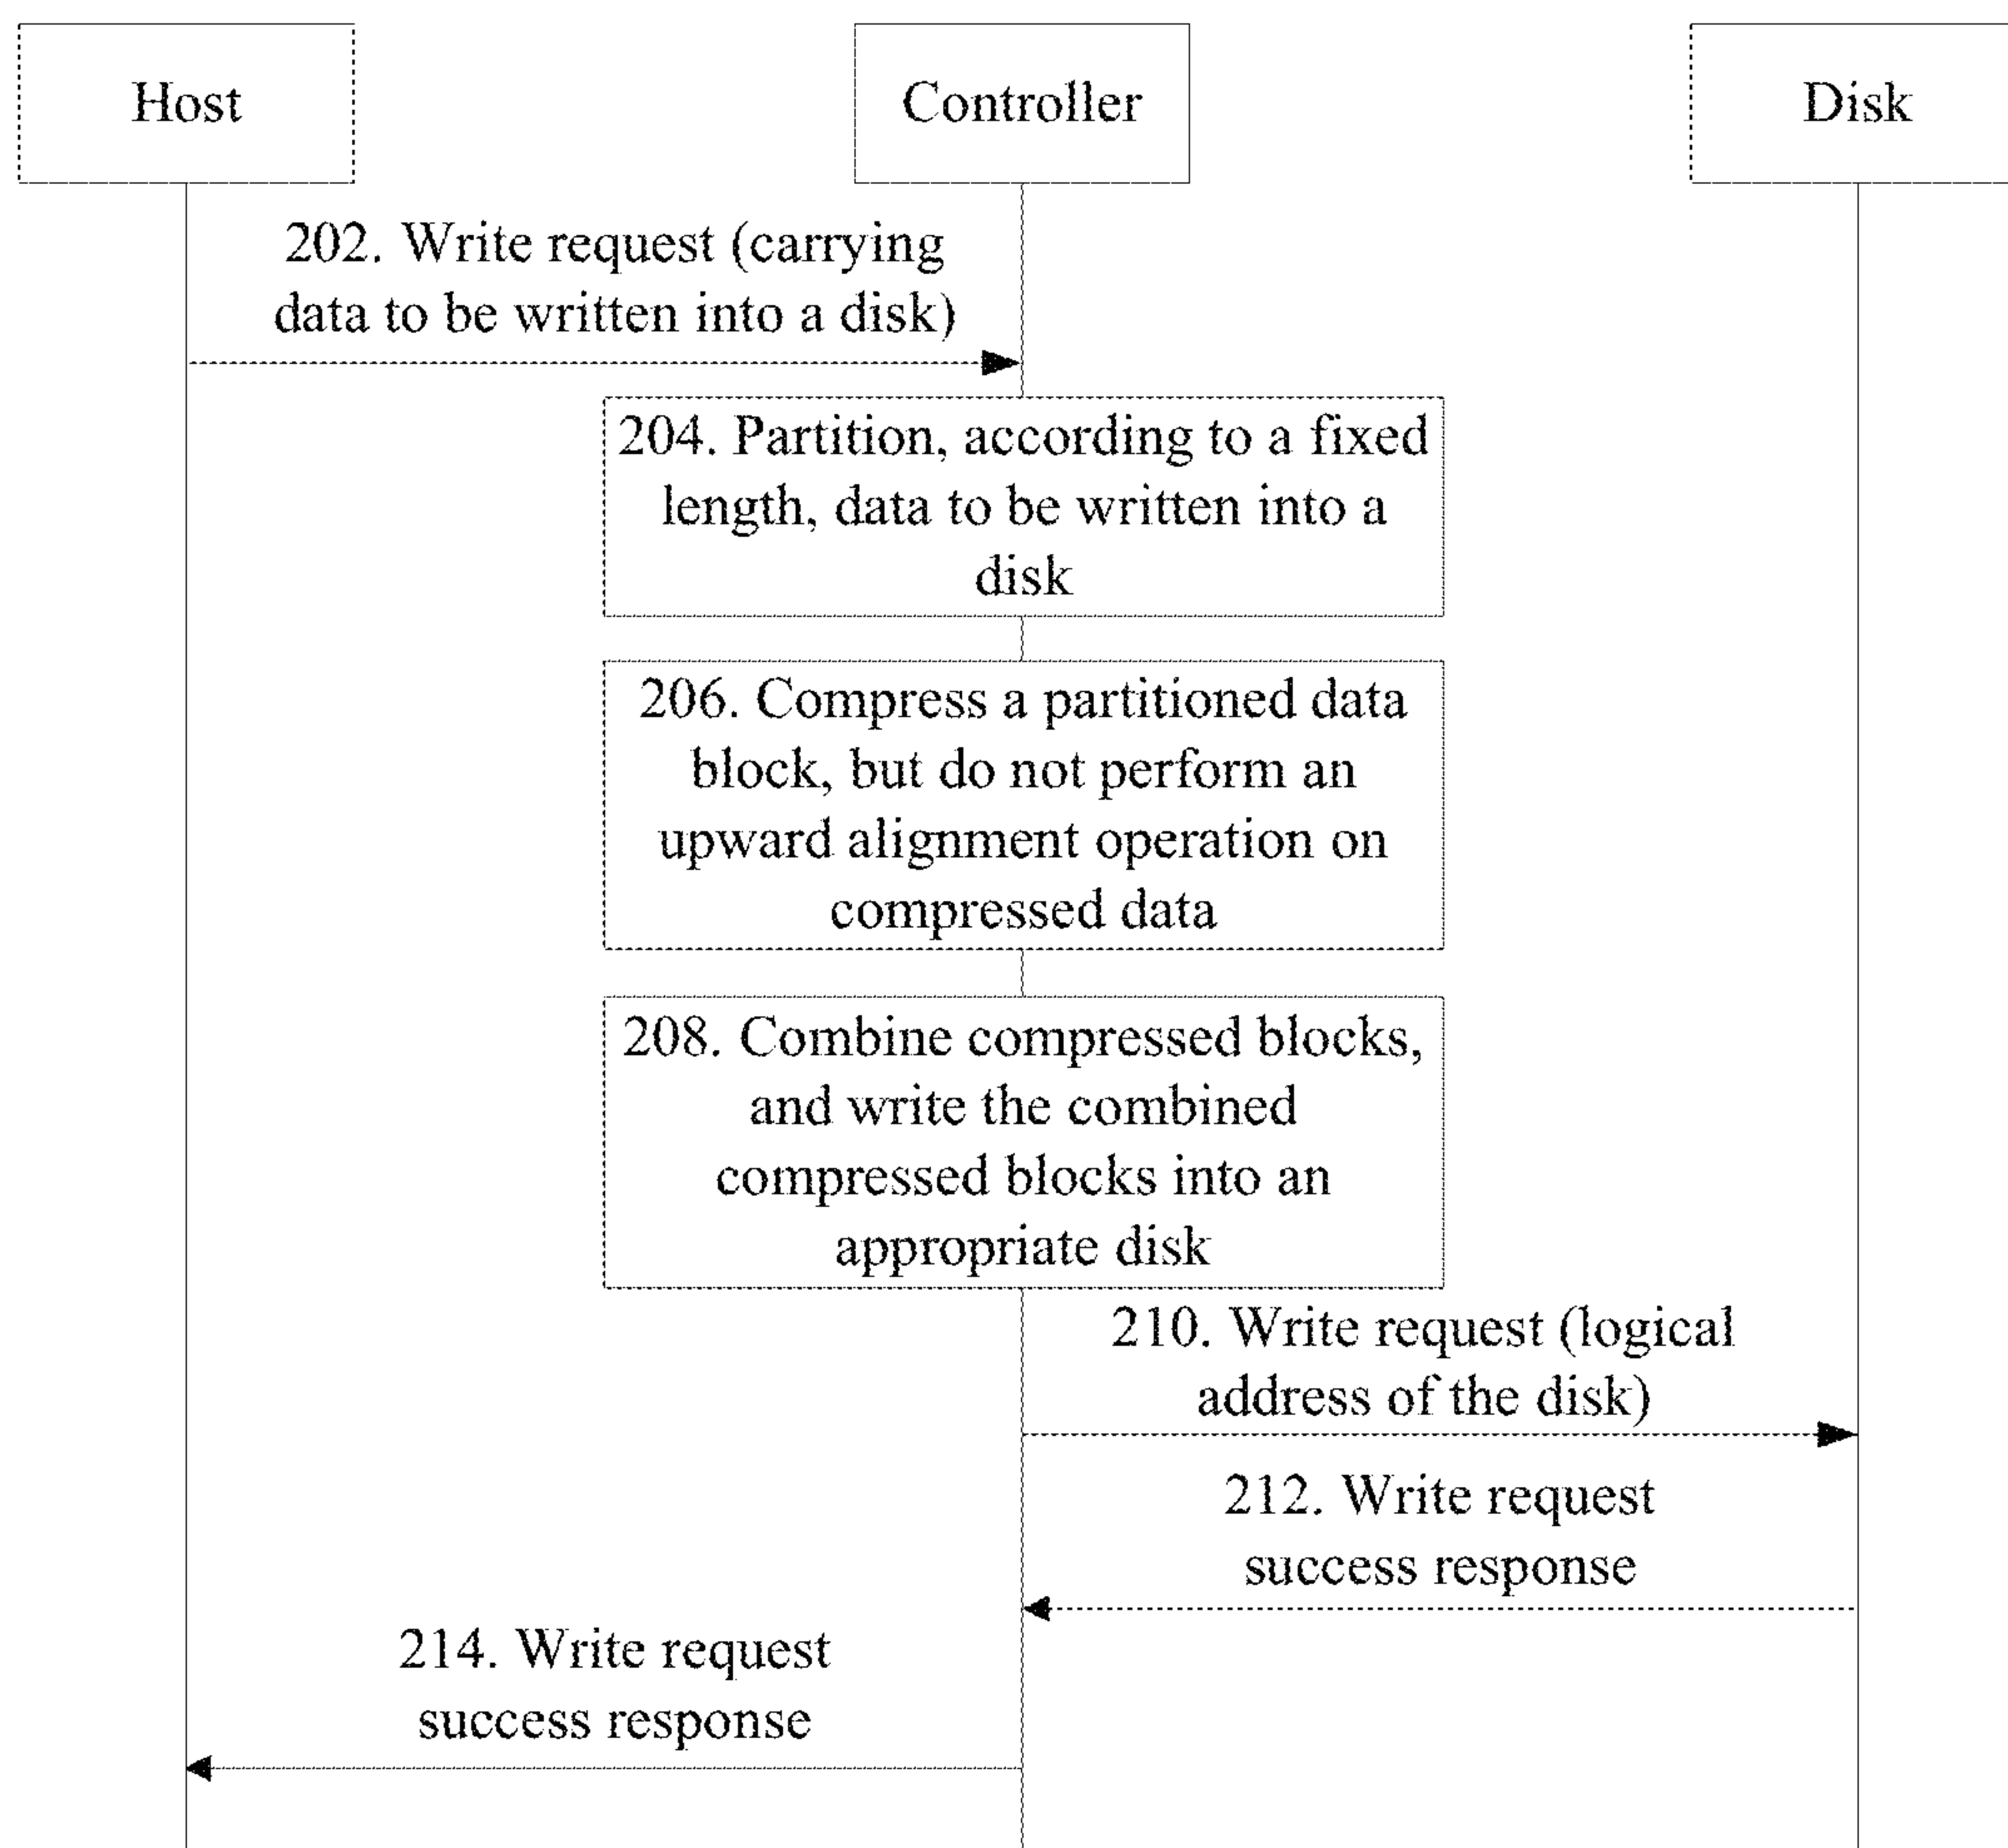 Host
Controller
Disk
202. Write request (carrying
data to be written into a disk)
204. Partition, according to a fixed
length, data to be written into a
disk
206. Compress a partitioned data
block, but do not perform an
upward alignment operation on
compressed data
208. Combine compressed blocks,
and write the combined
compressed blocks into an
appropriate disk
210. Write request (logical
address of the disk)
212. Write request
success response
214. Write request
success response